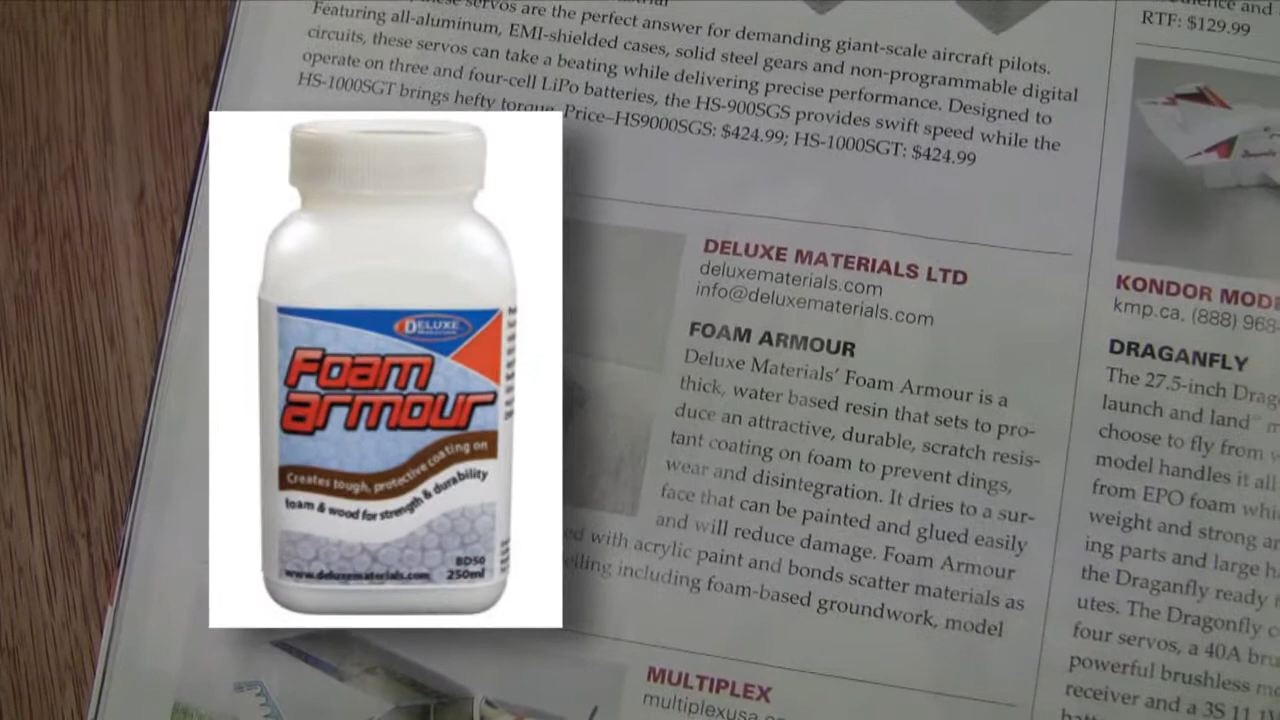 these servos are the perfect answer for demanding giant-scale aircraft pilots.
Featuring all-aluminum, EMI-shielded cases, solid steel gears and non-programmable digital
circuits, these servos can take a beating while delivering precise performance. Designed to
operate on three and four-cell LiPo batteries, the HS-900SGS provides swift speed while the
HS-1000SGT brings hefty torque. Price–HS9000SGS: $424.99; HS-1000SGT: $424.99
DELUXE MATERIALS LTD
deluxematerials.com
info@deluxematerials.com
FOAM ARMOUR
Deluxe Materials' Foam Armour is a
thick, water based resin that sets to pro-
duce an attractive, durable, scratch resis-
tant coating on foam to prevent dings,
wear and disintegration. It dries to a sur-
face that can be painted and glued easily
and will reduce damage. Foam Armour
with acrylic paint and bonds scatter materials as
including foam-based groundwork, model
MULTIPLEX
multiplexusa
and
RTF: $129.99
KONDOR
kmp.ca, (888) 968
DRAGANFLY
The 27.5-inch
launch and land
choose to fly from
model handles it all
from EPO foam
weight and strong
ing parts and large
the Draganfly ready
utes. The Dragonfly
four servos, a 40A
powerful brushless
receiver and a 3S 11.1V
DELUXE
Materials
Foam
armour
Creates tough, protective coating on
foam & wood for strength & durability
BD50
www.deluxematerials.com 250ml